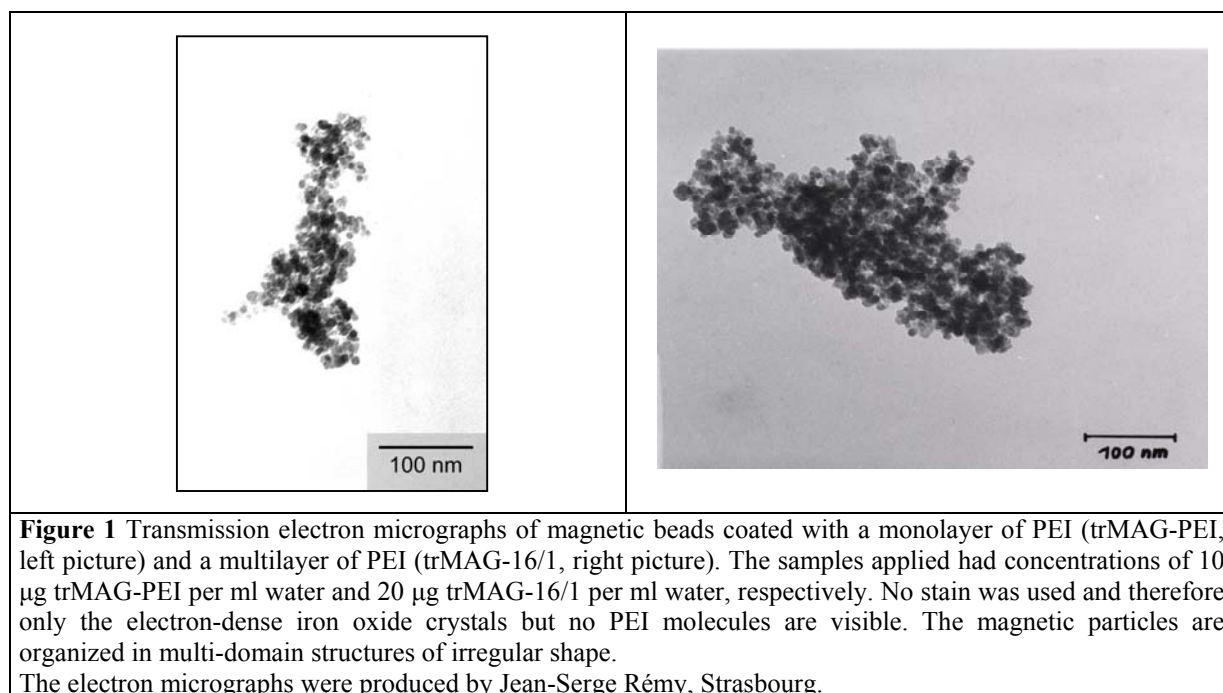 100 nm
100 nm
Figure 1 Transmission electron micrographs of magnetic beads coated with a monolayer of PEI (trMAG-PEI,
left picture) and a multilayer of PEI (trMAG-16/1, right picture). The samples applied had concentrations of 10
μg trMAG-PEI per ml water and 20 μg trMAG-16/1 per ml water, respectively. No stain was used and therefore
only the electron-dense iron oxide crystals but no PEI molecules are visible. The magnetic particles are
organized in multi-domain structures of irregular shape.
The electron micrographs were produced by Jean-Serge Rémy, Strasbourg.